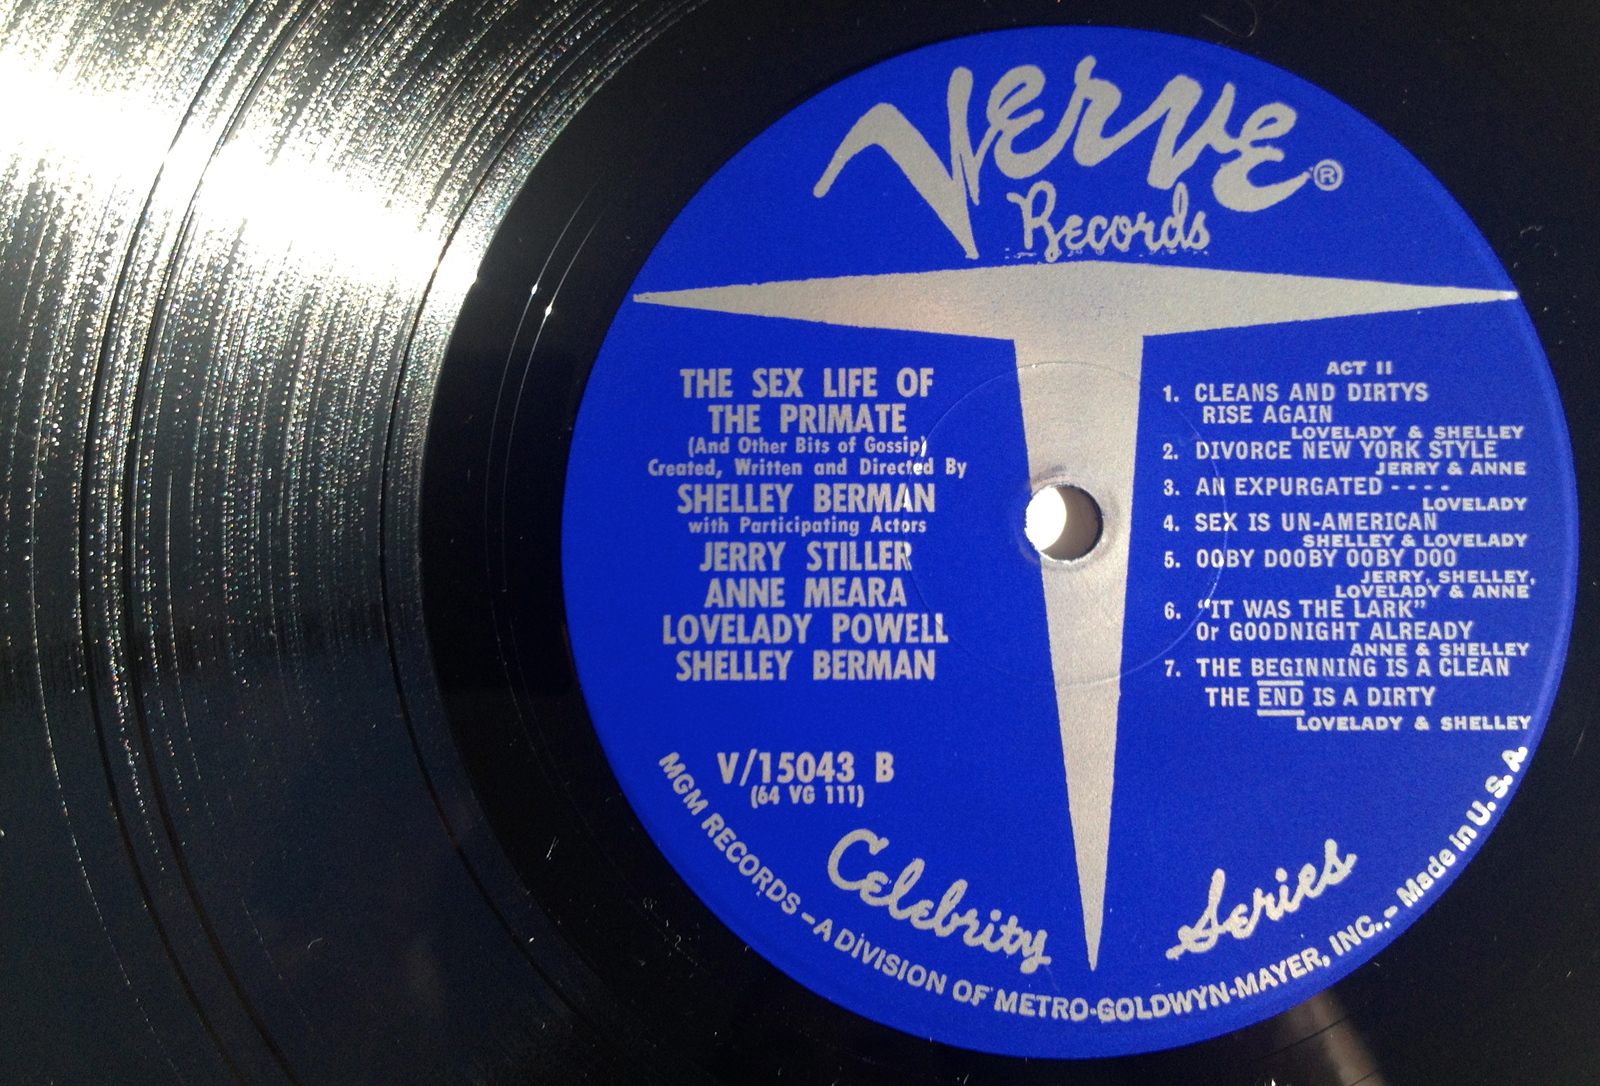 Verve ®
Records
THE SEX LIFE OF
THE PRIMATE
(And Other Bits of Gossip)
Created, Written and Directed By
SHELLEY BERMAN
with Participating Actors
JERRY STILLER
ANNE MEARA
LOVELADY POWELL
SHELLEY BERMAN
V/15043 B
(64 VG 111)
ACT II
1. CLEANS AND DIRTYS
RISE AGAIN
LOVELADY & SHELLEY
2. DIVORCE NEW YORK STYLE
JERRY & ANNE
3. AN EXPURGATED - - - -
LOVELADY
4. SEX IS UN-AMERICAN
SHELLEY & LOVELADY
5. OOBY DOOBY OOBY DOO
JERRY, SHELLEY,
LOVELADY & ANNE
6. "IT WAS THE LARK"
Or GOODNIGHT ALREADY
ANNE & SHELLEY
7. THE BEGINNING IS A CLEAN
THE END IS A DIRTY
LOVELADY & SHELLEY
Celebrity Series
MGM RECORDS – A DIVISION OF METRO-GOLDWYN-MAYER, INC. – Made in U.S.A.